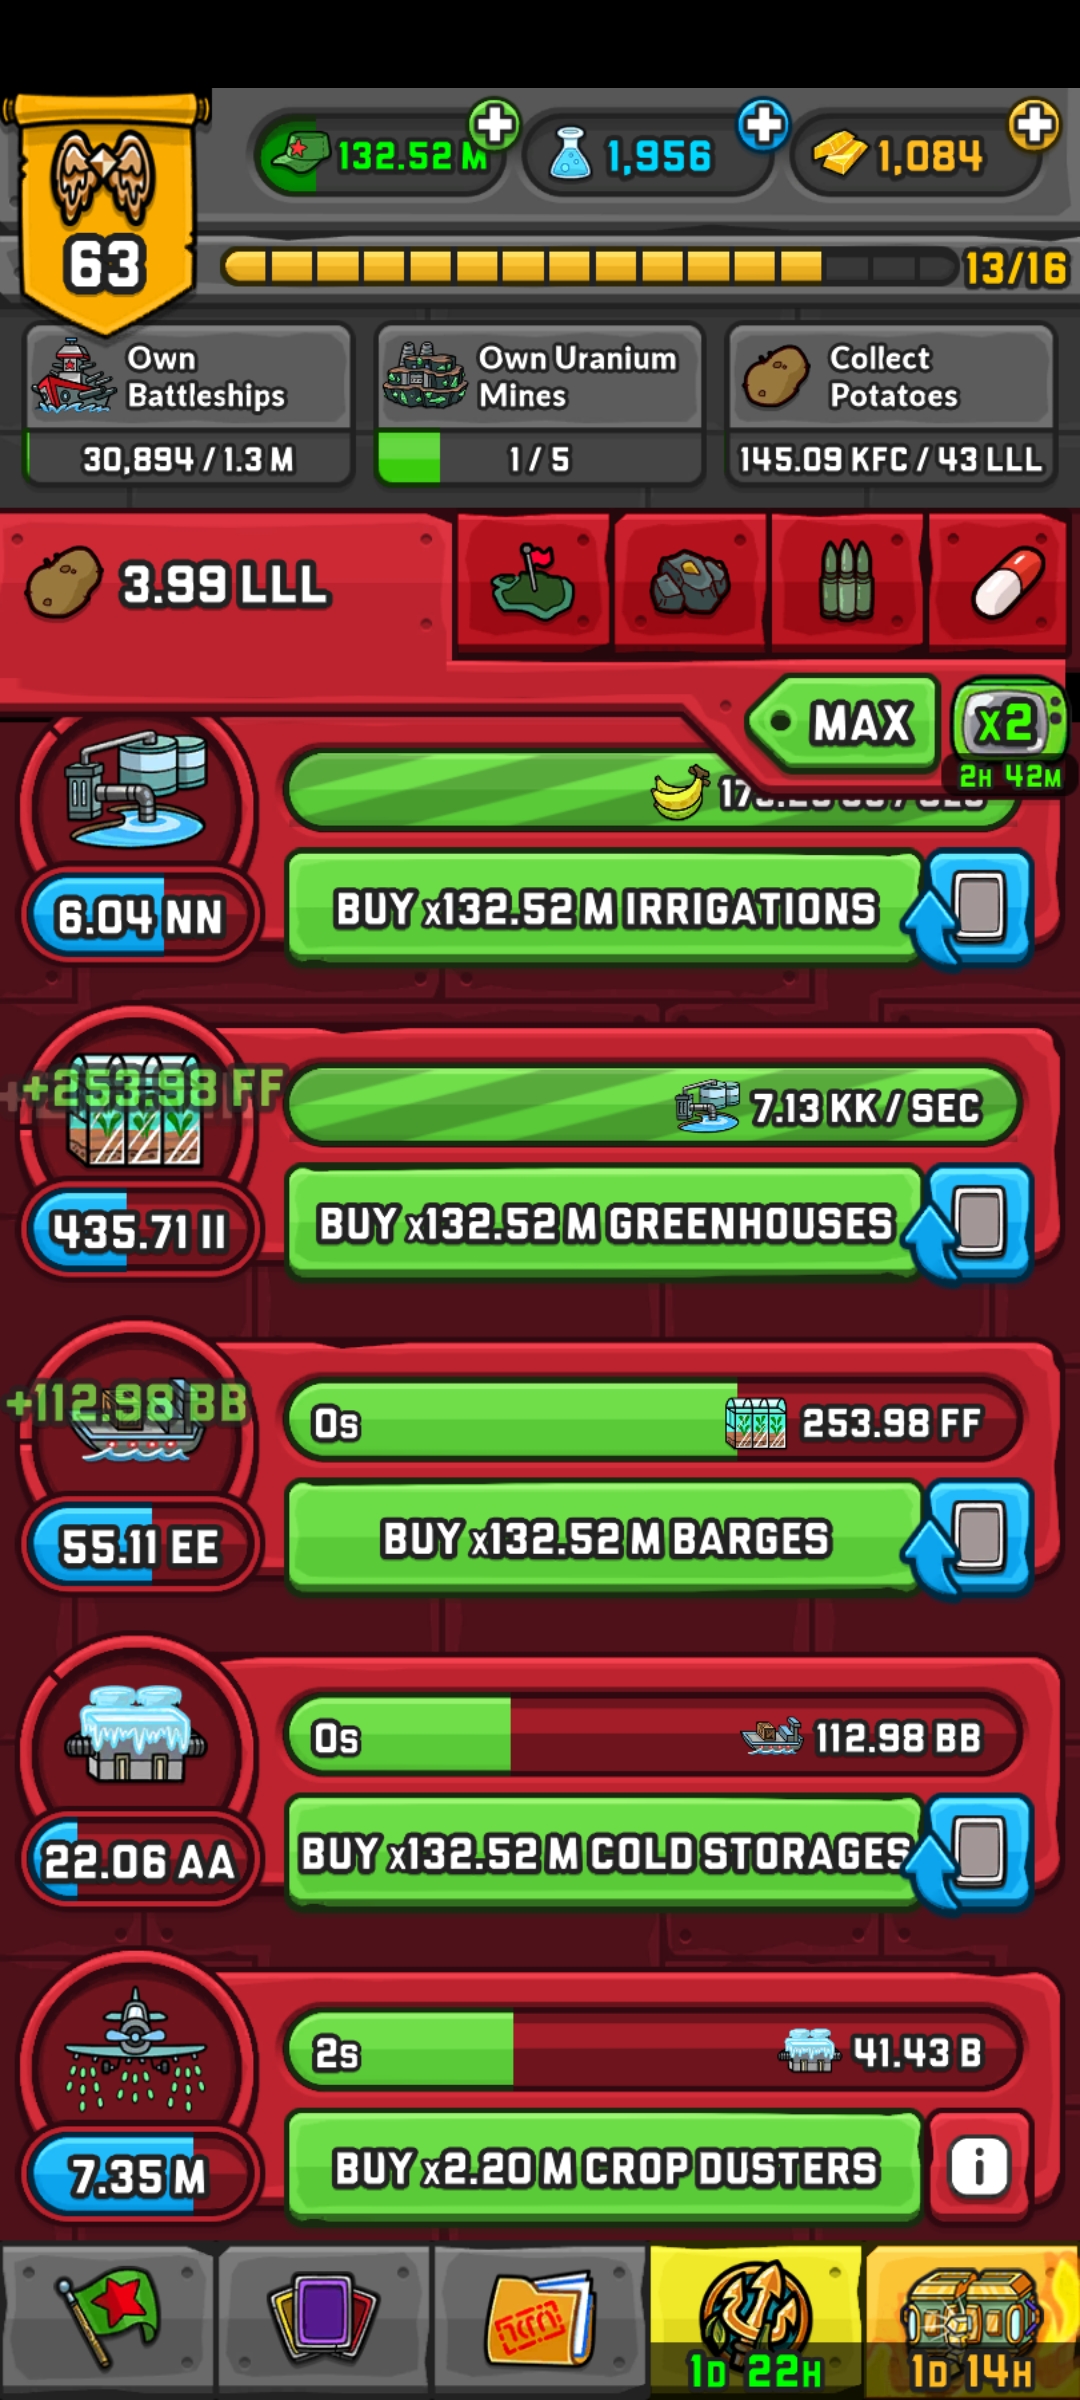 132.52 M
1,956
1,084
63
13/16
Own
Battleships
30,894 / 1.3 M
Own Uranium
Mines
1 / 5
Collect
Potatoes
145.09 KFC / 43 LLL
3.99 LLL
MAX
x2
2H 42M
6.04 NN
BUY x132.52 M IRRIGATIONS
+253.98 FF
7.13 KK / SEC
435.71 II
BUY x132.52 M GREENHOUSES
+112.98 BB
0s
253.98 FF
55.11 EE
BUY x132.52 M BARGES
0s
112.98 BB
22.06 AA
BUY x132.52 M COLD STORAGES
2s
41.43 B
7.35 M
BUY x2.20 M CROP DUSTERS
i
1D 22H
1D 14H